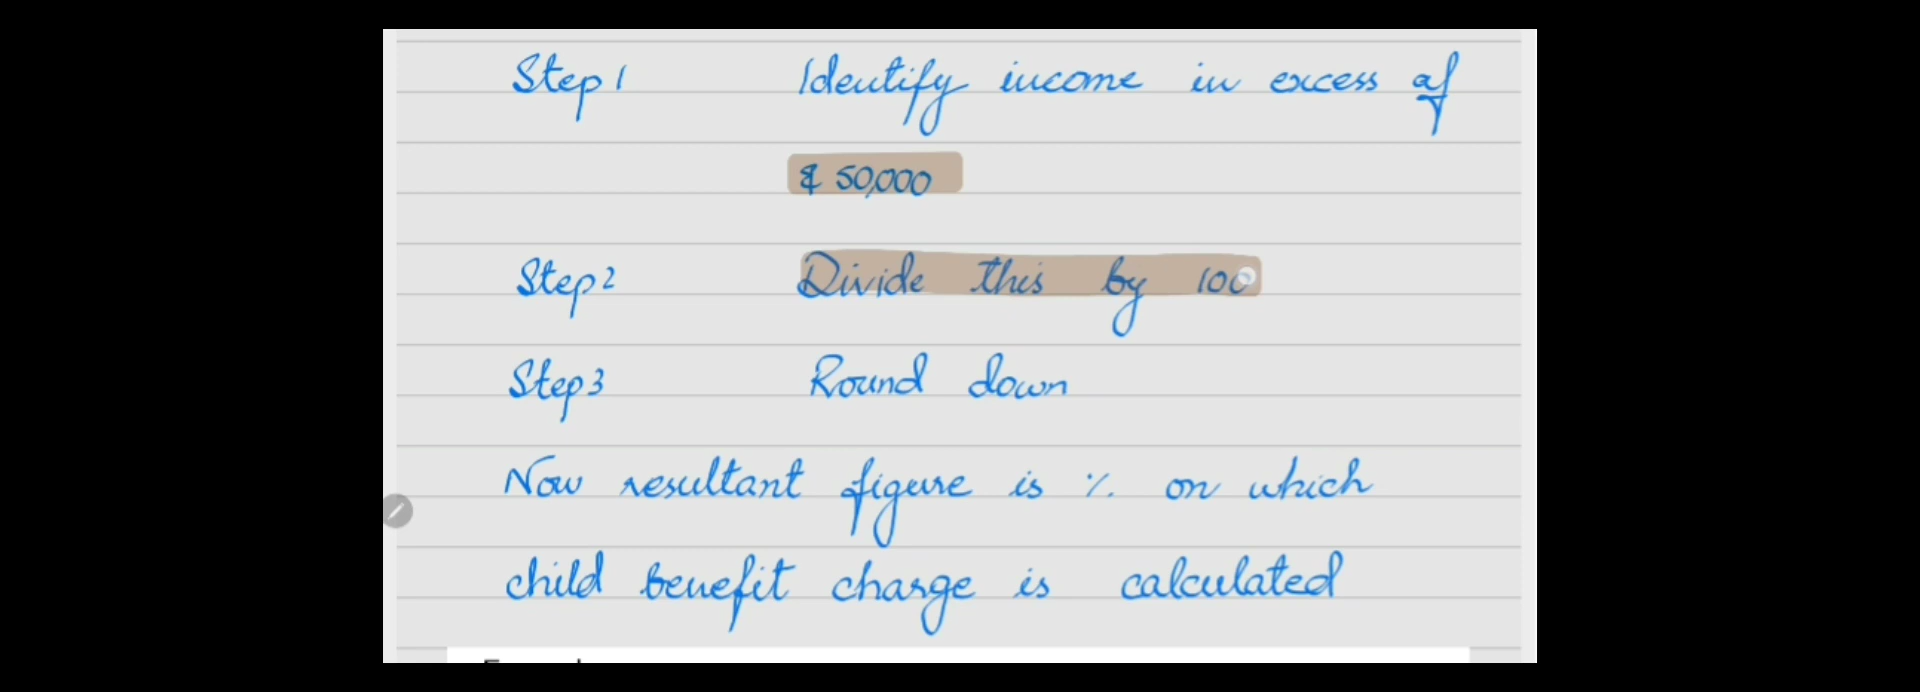 Step 1 Identify income in excess of
£ 50,000
Step 2 Divide this by 100
Step 3 Round down
Now resultant figure is % on which
child benefit charge is calculated